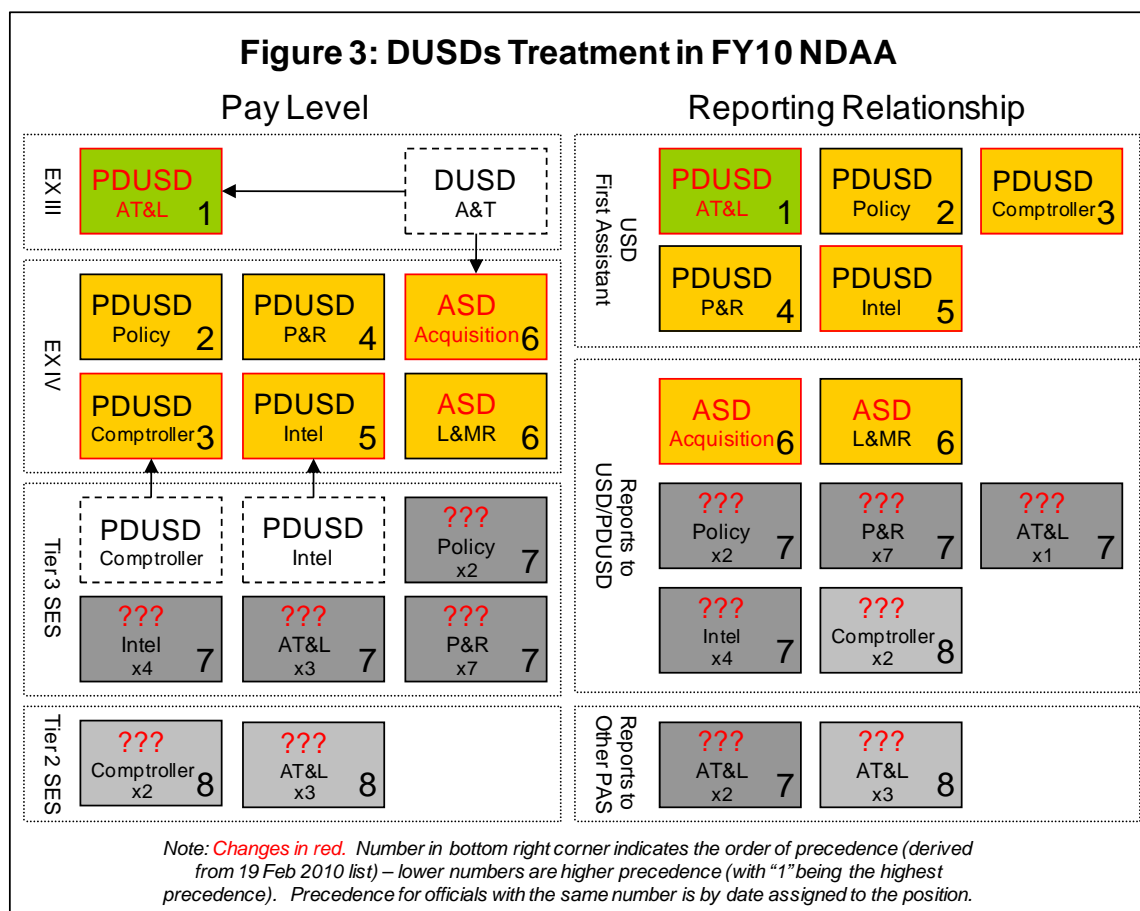 Figure 3: DUSDs Treatment in FY10 NDAA
Pay Level
EX III
PDUSD
AT&L
1
DUSD
A&T
EX IV
PDUSD
Policy
2
PDUSD
P&R
4
ASD
Acquisition
6
PDUSD
Comptroller
3
PDUSD
Intel
5
ASD
L&MR
6
Tier 3 SES
PDUSD
Comptroller
PDUSD
Intel
???
Policy
x2
7
???
Intel
x4
7
???
AT&L
x3
7
???
P&R
x7
7
Tier 2 SES
???
Comptroller
x2
8
???
AT&L
x3
8
Reporting Relationship
USD
First Assistant
PDUSD
AT&L
1
PDUSD
Policy
2
PDUSD
Comptroller
3
PDUSD
P&R
4
PDUSD
Intel
5
Reports to
USD/PDUSD
ASD
Acquisition
6
ASD
L&MR
6
???
Policy
x2
7
???
P&R
x7
7
???
AT&L
x1
7
???
Intel
x4
7
???
Comptroller
x2
8
Reports to
Other PAS
???
AT&L
x2
7
???
AT&L
x3
8
Note: Changes in red. Number in bottom right corner indicates the order of precedence (derived
from 19 Feb 2010 list) – lower numbers are higher precedence (with “1” being the highest
precedence). Precedence for officials with the same number is by date assigned to the position.